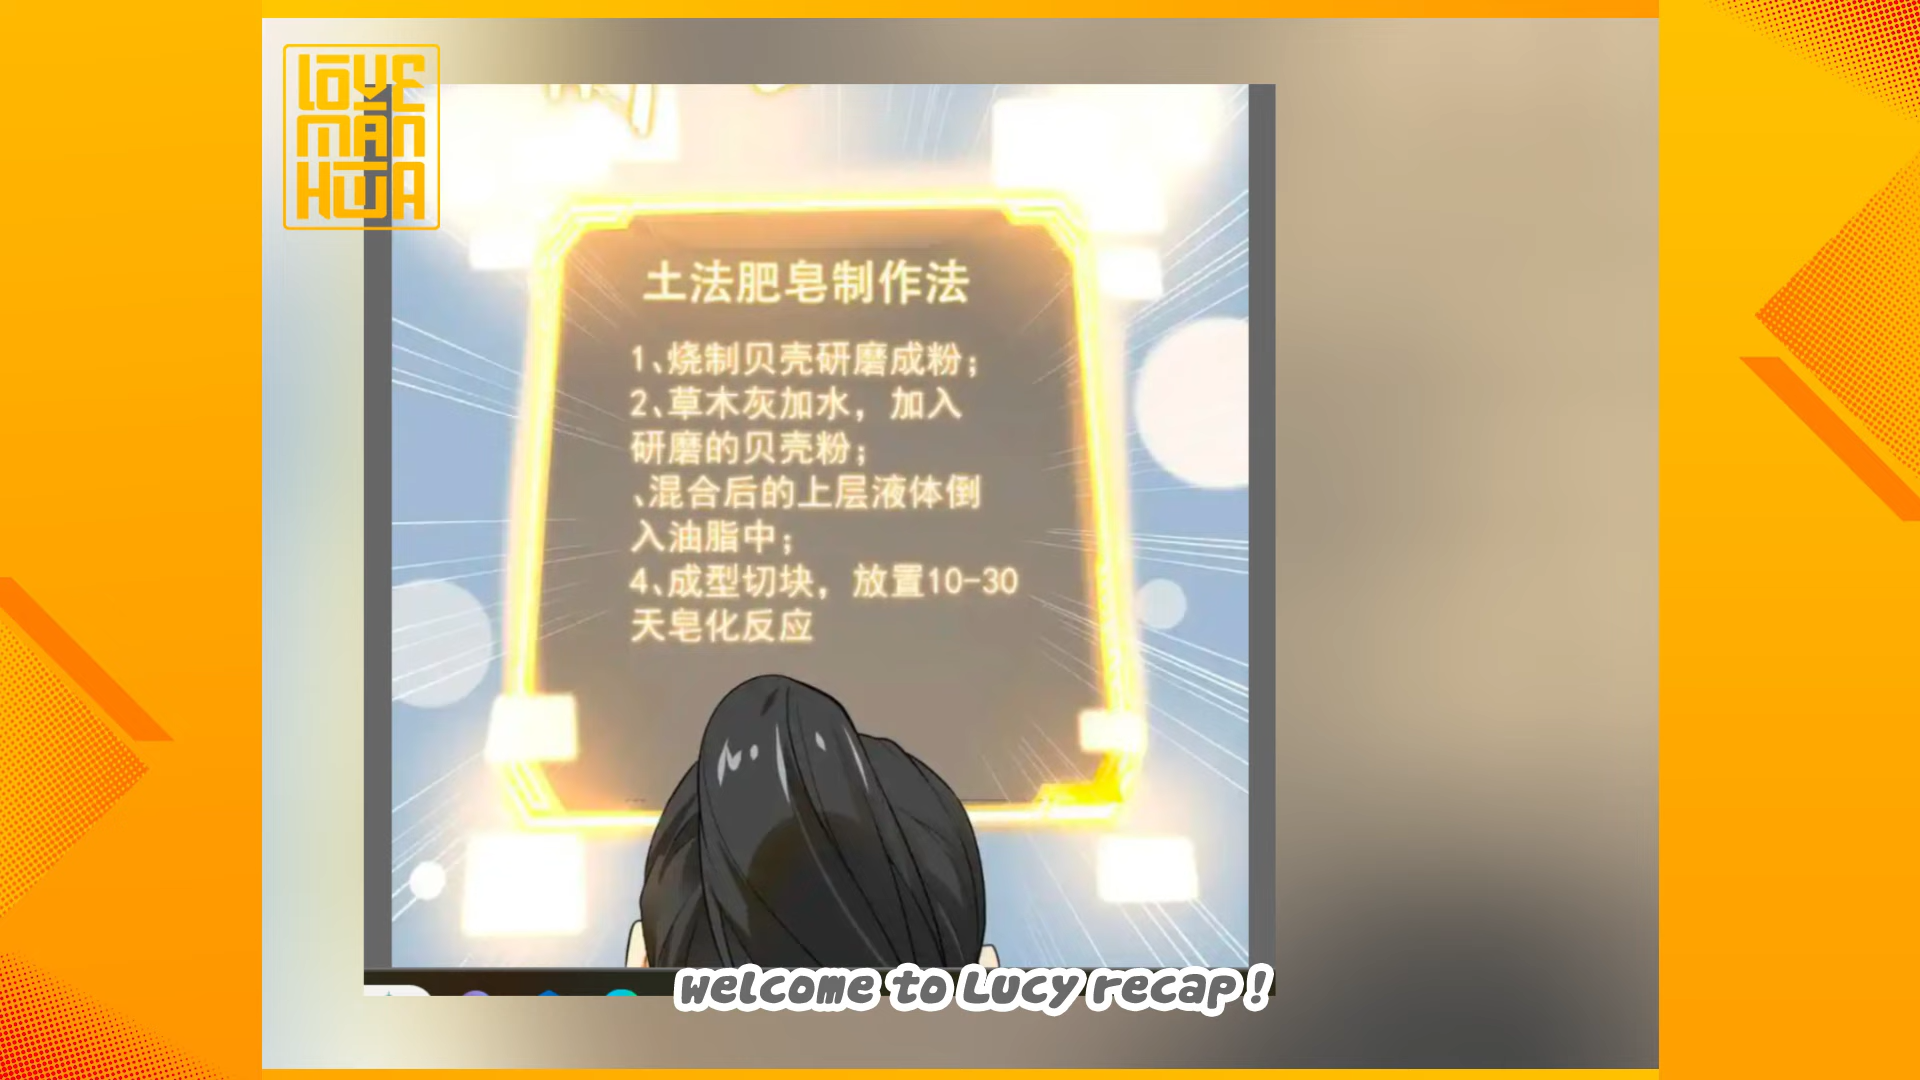 LOVE
MAN
HUA
土法肥皂制作法
1、烧制贝壳研磨成粉；
2、草木灰加水，加入
研磨的贝壳粉；
、混合后的上层液体倒
入油脂中；
4、成型切块，放置10-30
天皂化反应
welcome to Lucy recap!